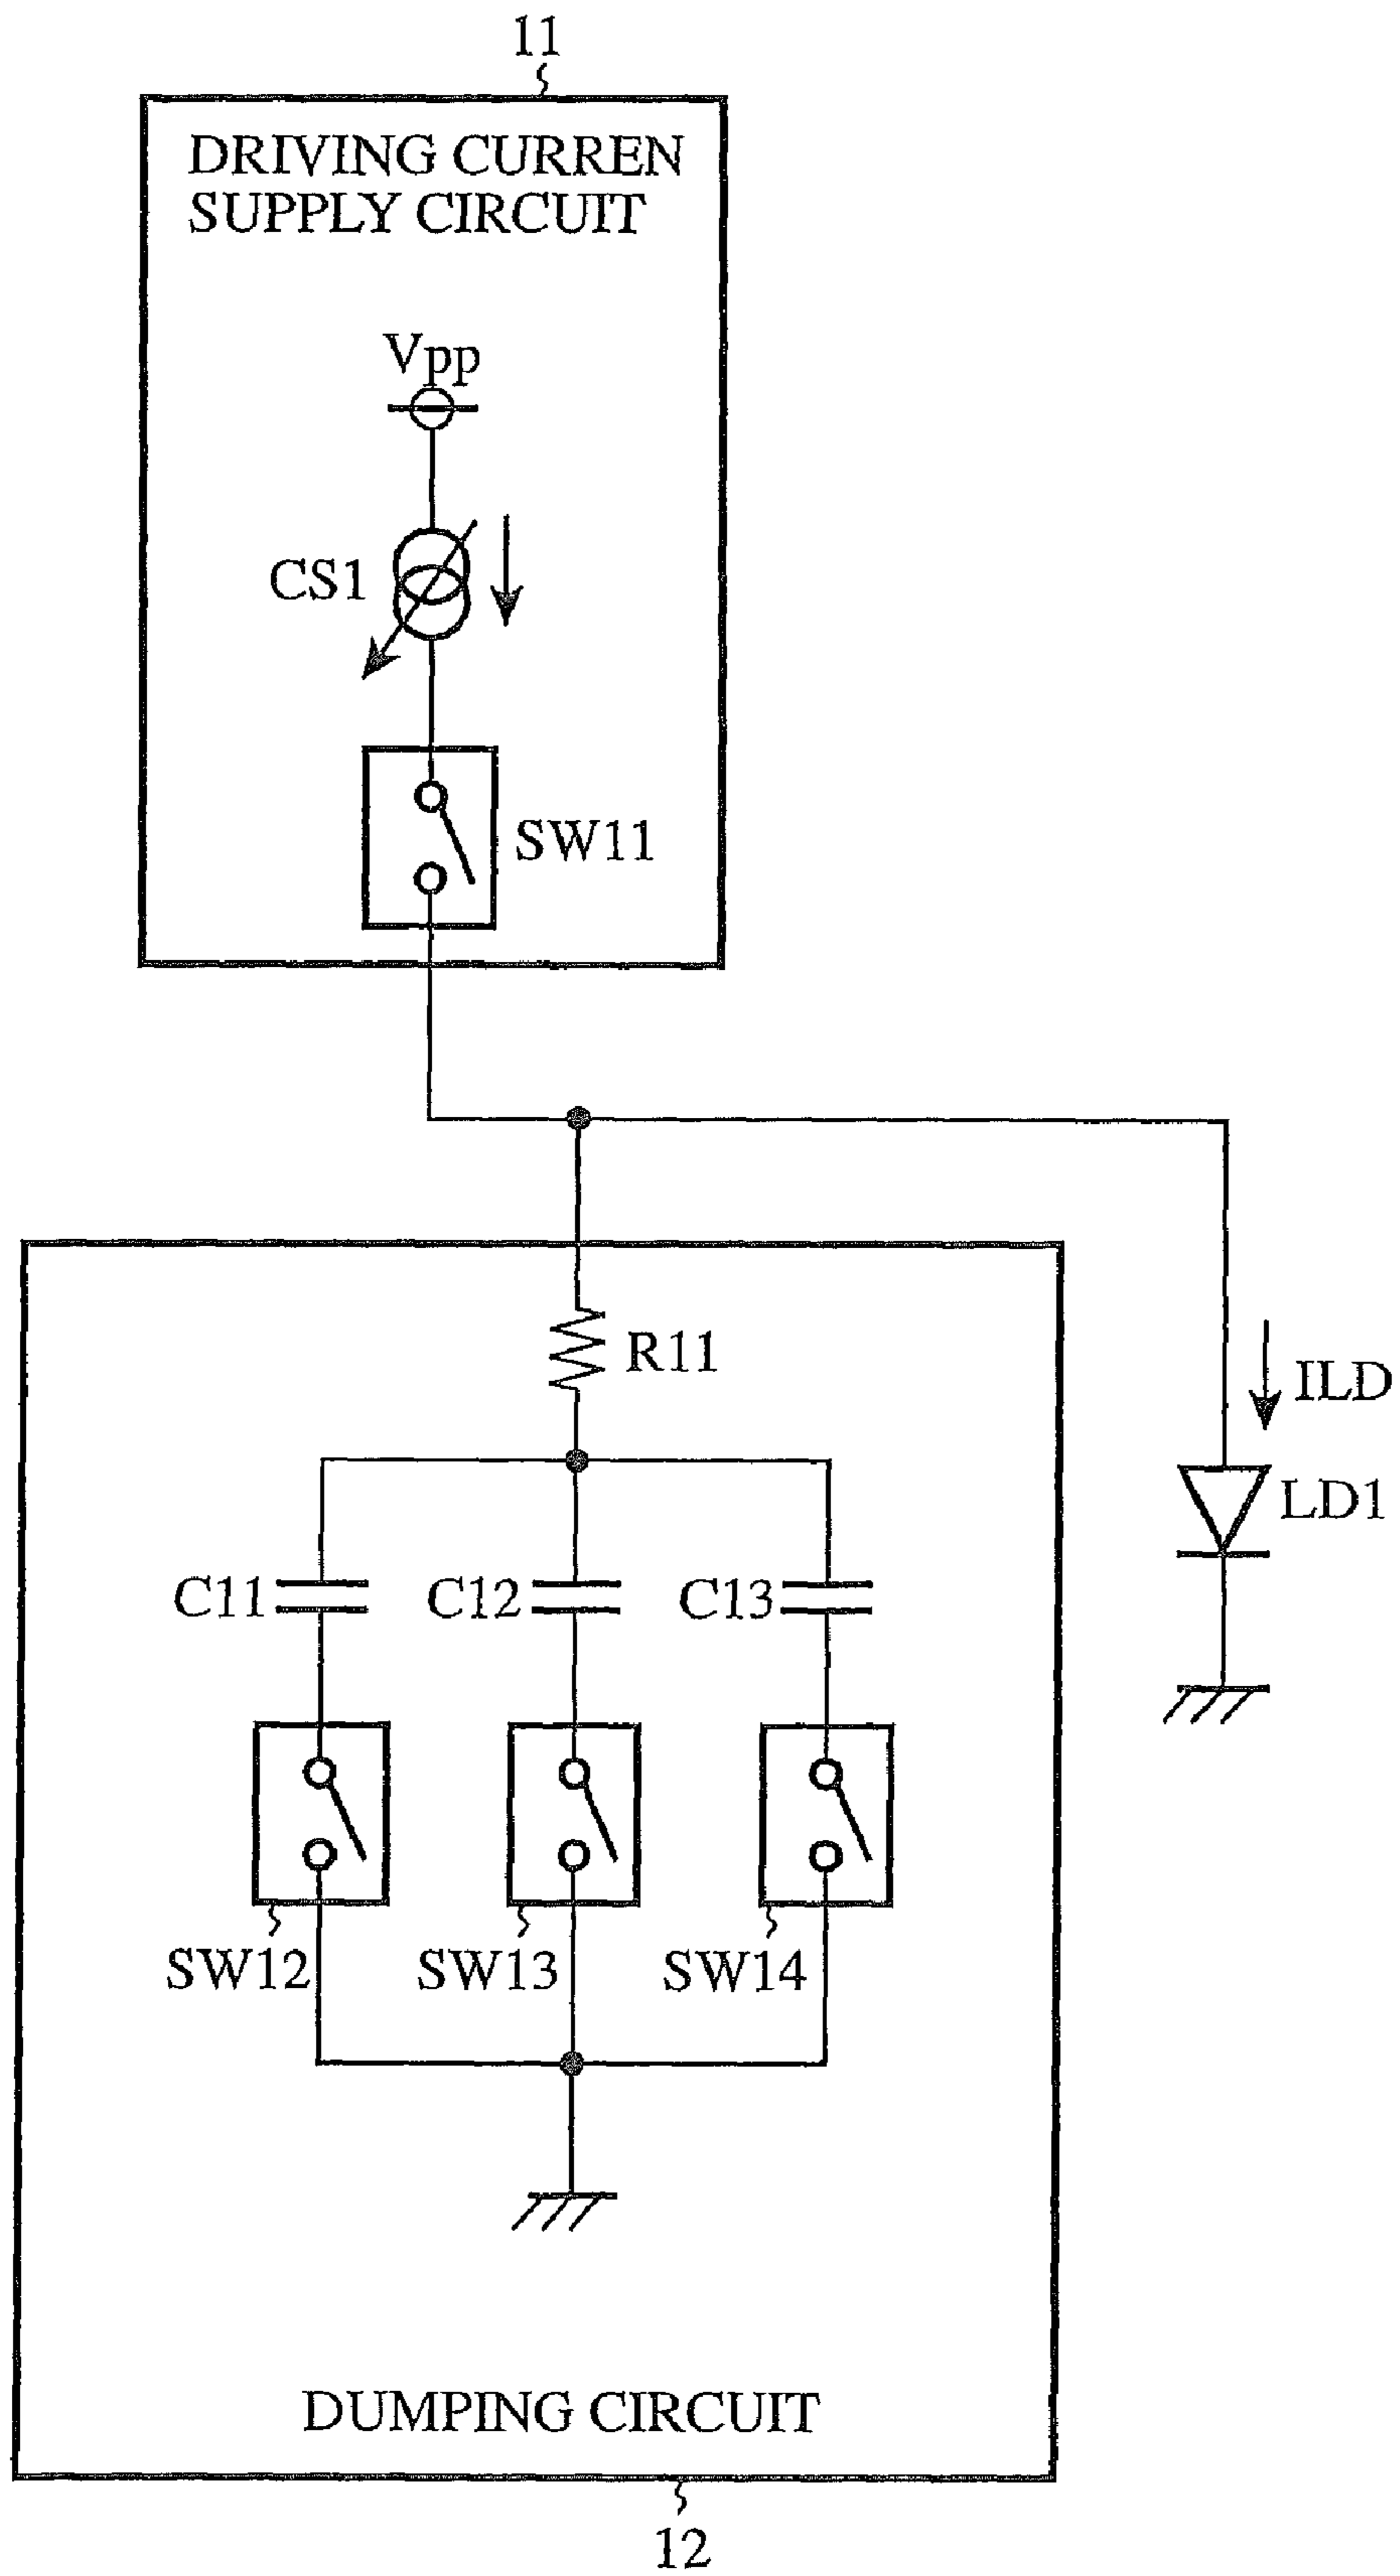 11
DRIVING CURREN
SUPPLY CIRCUIT
Vpp
CS1
SW11
R11
ILD
LD1
C11
C12
C13
SW12
SW13
SW14
DUMPING CIRCUIT
12